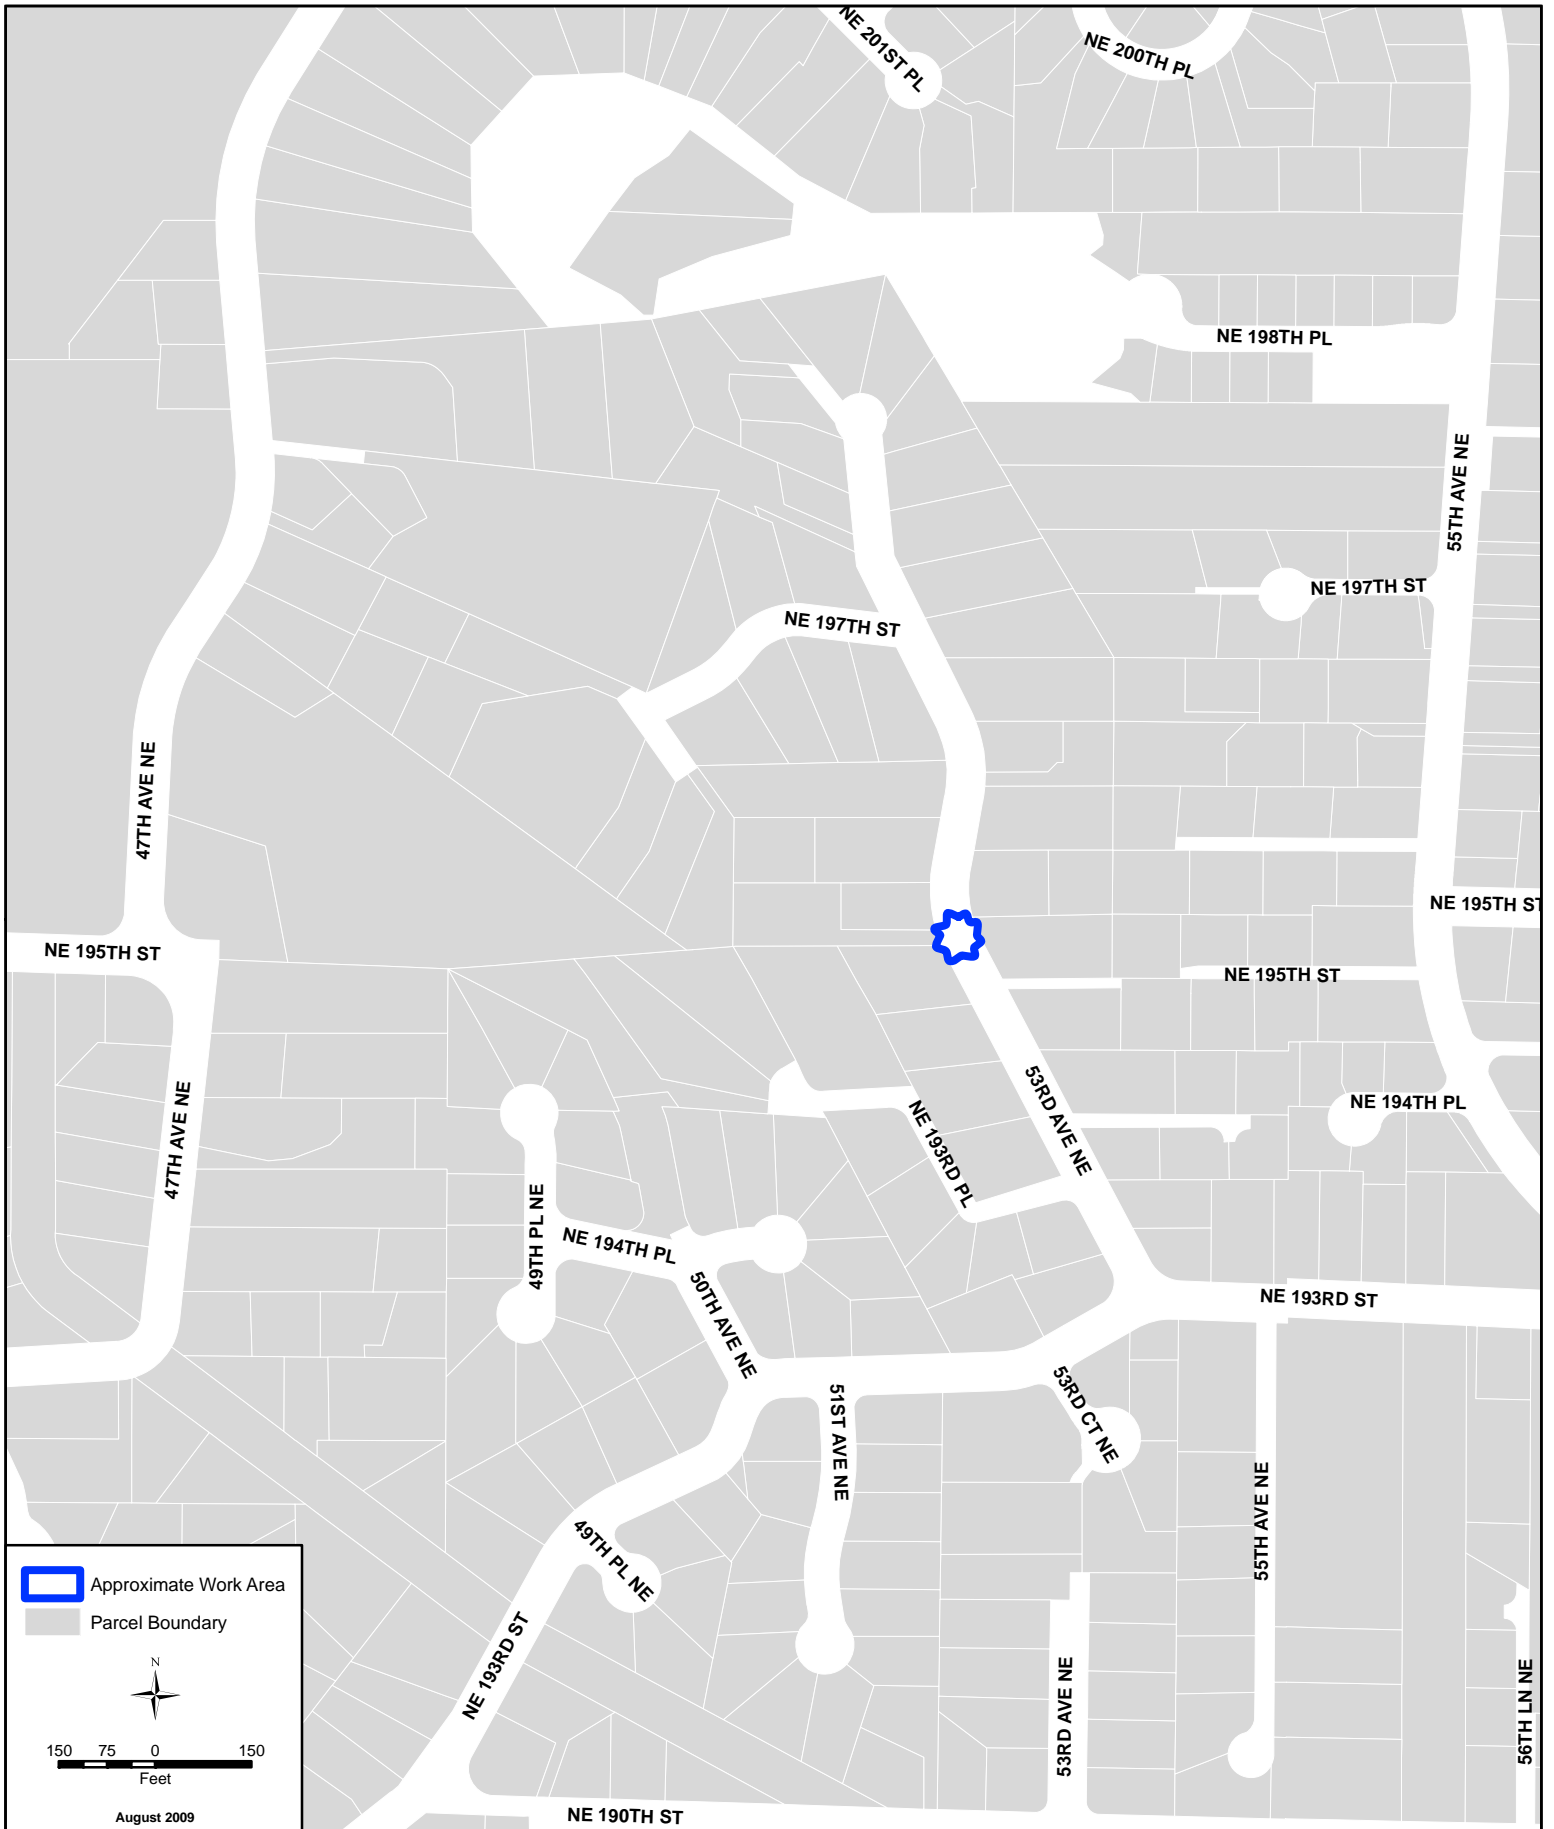 NE 201ST PL
NE 200TH PL
NE 198TH PL
55TH AVE NE
NE 197TH ST
NE 197TH ST
47TH AVE NE
NE 195TH ST
NE 195TH ST
NE 195TH ST
53RD AVE NE
47TH AVE NE
NE 193RD PL
NE 194TH PL
49TH PL NE
NE 194TH PL
50TH AVE NE
NE 193RD ST
51ST AVE NE
53RD CT NE
55TH AVE NE
49TH PL NE
NE 193RD ST
53RD AVE NE
56TH LN NE
NE 190TH ST
Approximate Work Area
Parcel Boundary
N
150 75 0 150
Feet
August 2009